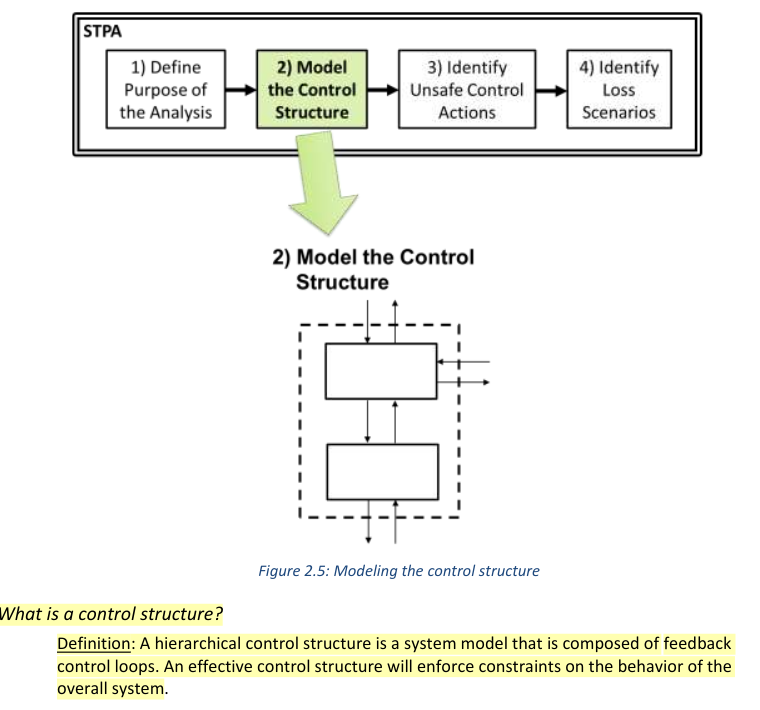 STPA
1) Define
Purpose of
the Analysis
2) Model
the Control
Structure
3) Identify
Unsafe Control
Actions
4) Identify
Loss
Scenarios
2) Model the Control
Structure
Figure 2.5: Modeling the control structure
What is a control structure?
Definition: A hierarchical control structure is a system model that is composed of feedback
control loops. An effective control structure will enforce constraints on the behavior of the
overall system.